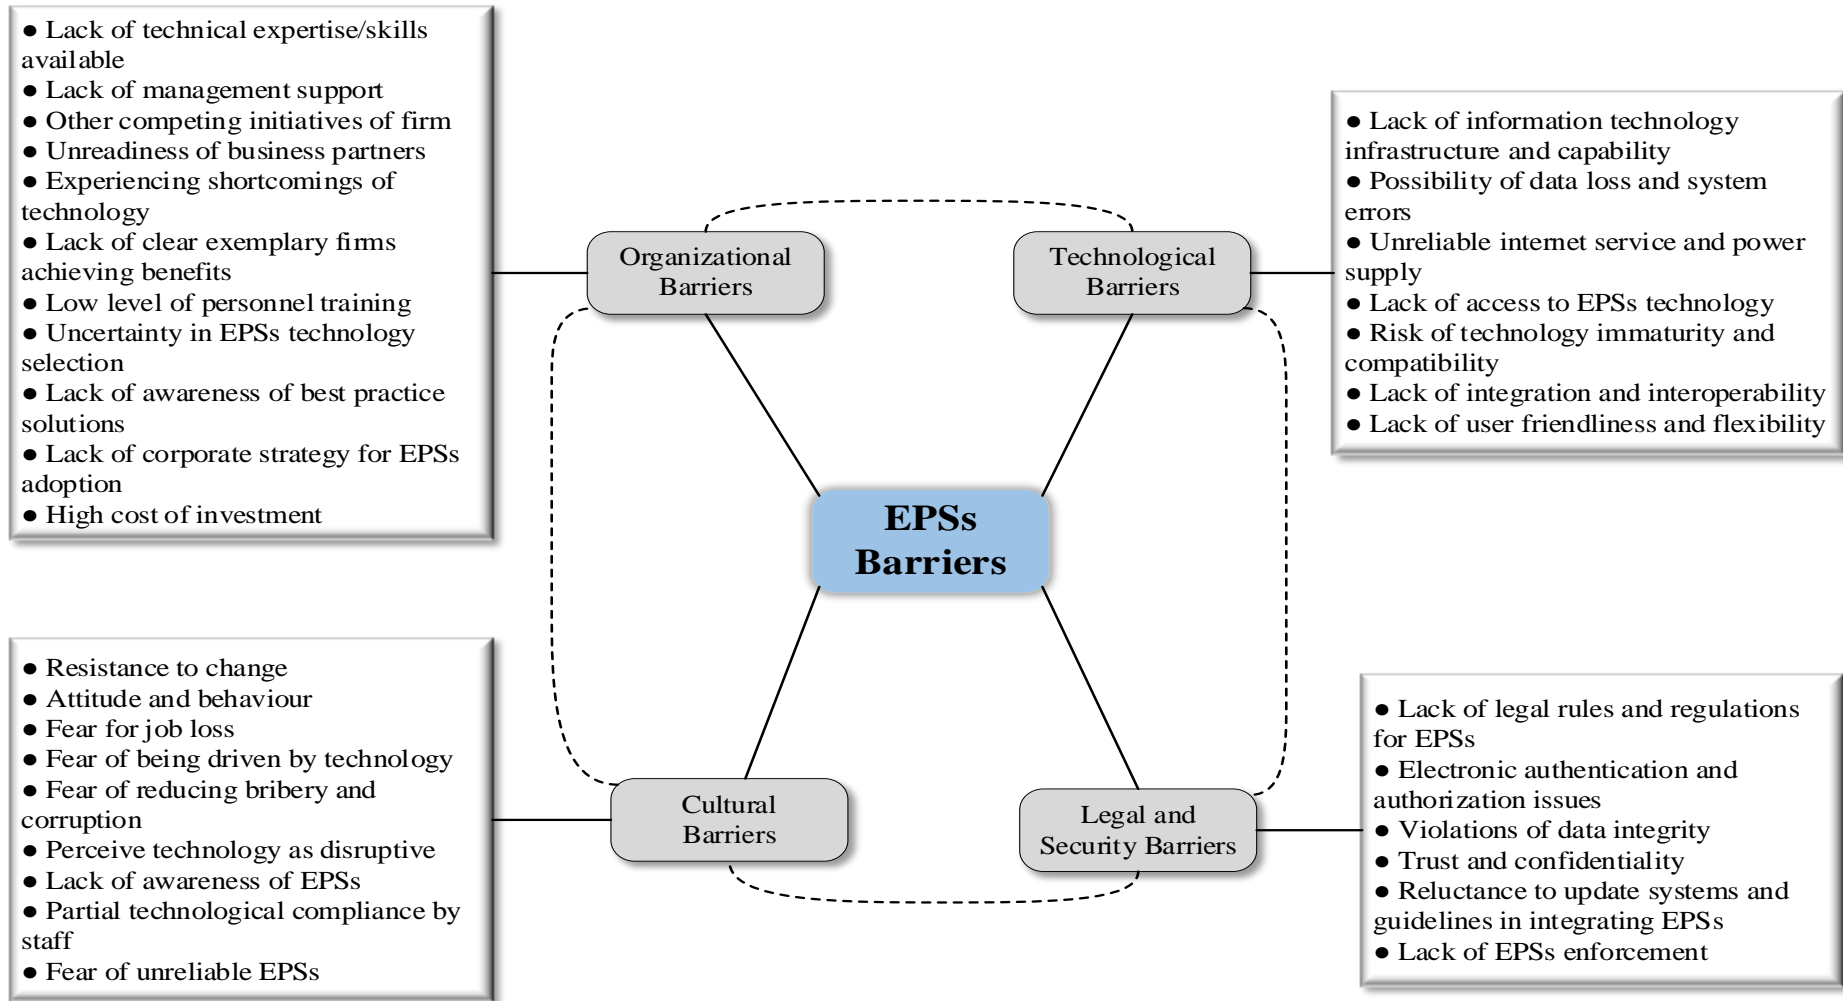 ● Lack of technical expertise/skills
available
● Lack of management support
● Other competing initiatives of firm
● Unreadiness of business partners
● Experiencing shortcomings of
technology
● Lack of clear exemplary firms
achieving benefits
● Low level of personnel training
● Uncertainty in EPSs technology
selection
● Lack of awareness of best practice
solutions
● Lack of corporate strategy for EPSs
adoption
● High cost of investment
Organizational
Barriers
Technological
Barriers
● Lack of information technology
infrastructure and capability
● Possibility of data loss and system
errors
● Unreliable internet service and power
supply
● Lack of access to EPSs technology
● Risk of technology immaturity and
compatibility
● Lack of integration and interoperability
● Lack of user friendliness and flexibility
EPSs
Barriers
● Resistance to change
● Attitude and behaviour
● Fear for job loss
● Fear of being driven by technology
● Fear of reducing bribery and
corruption
● Perceive technology as disruptive
● Lack of awareness of EPSs
● Partial technological compliance by
staff
● Fear of unreliable EPSs
Cultural
Barriers
Legal and
Security Barriers
● Lack of legal rules and regulations
for EPSs
● Electronic authentication and
authorization issues
● Violations of data integrity
● Trust and confidentiality
● Reluctance to update systems and
guidelines in integrating EPSs
● Lack of EPSs enforcement